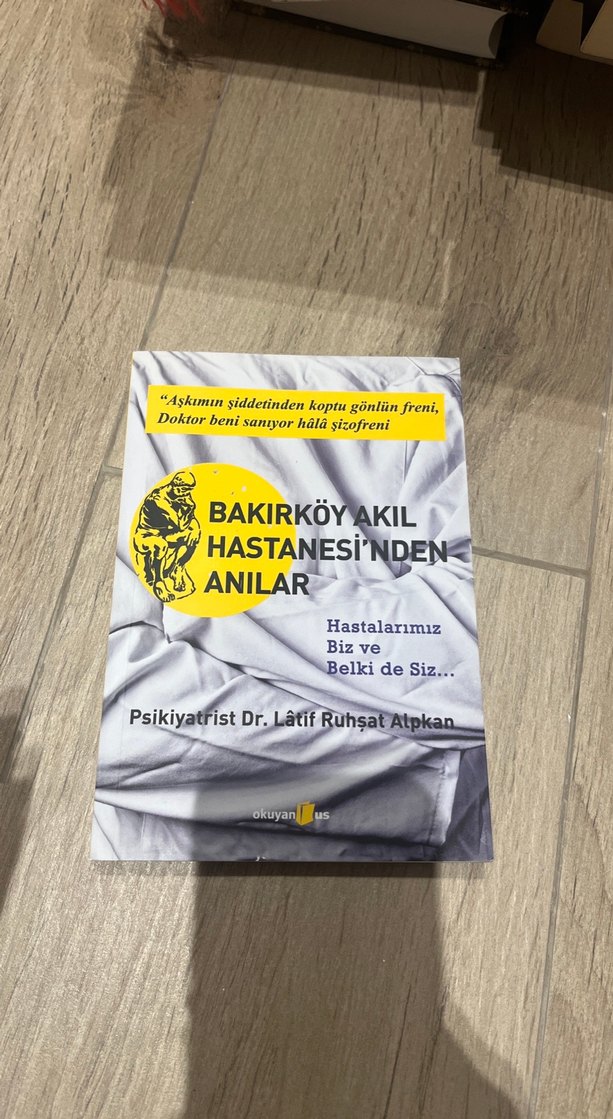 “Aşkımın şiddetinden koptu gönlün freni,
Doktor beni sanıyor hâlâ şizofreni
BAKIRKÖY AKIL
HASTANESİ’NDEN
ANILAR
Hastalarımız
Biz ve
Belki de Siz...
Psikiyatrist Dr. Lâtif Ruhşat Alpkan
okuyan us